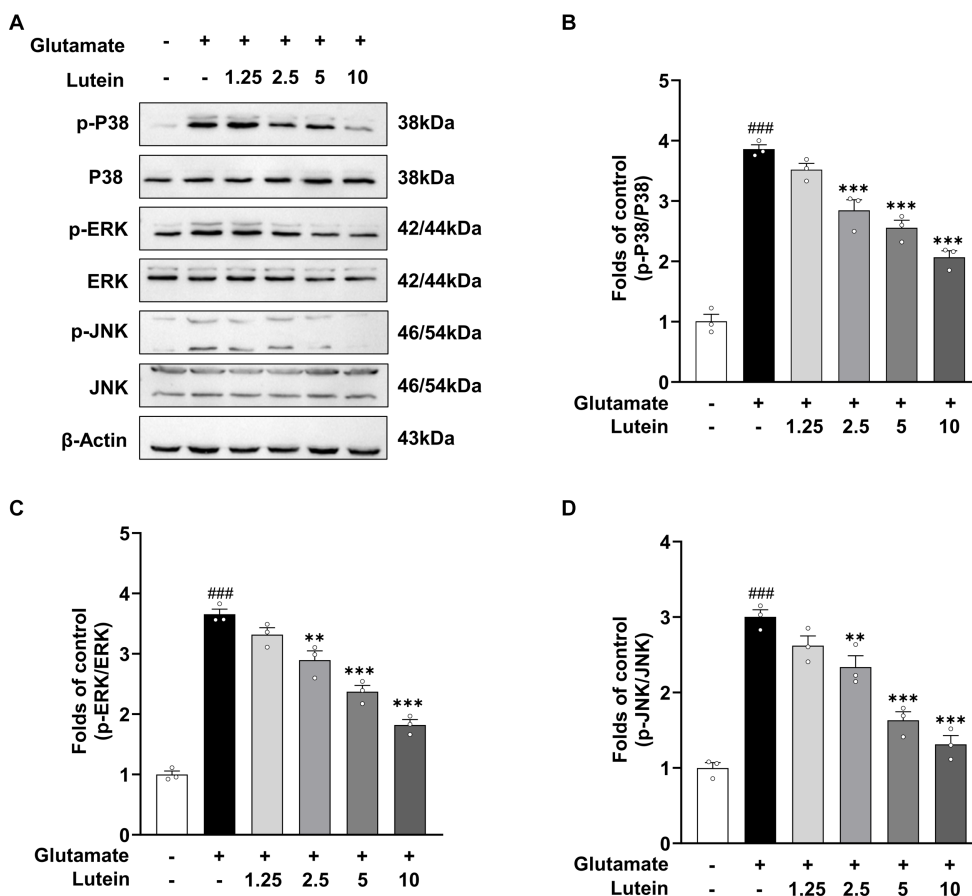 A
Glutamate - + + + + +
Lutein - - 1.25 2.5 5 10
p-P38 38kDa
P38 38kDa
p-ERK 42/44kDa
ERK 42/44kDa
p-JNK 46/54kDa
JNK 46/54kDa
β-Actin 43kDa
B
Folds of control
(p-P38/P38)
5
4
3
2
1
0
###
***
***
***
Glutamate - + + + + +
Lutein - - 1.25 2.5 5 10
C
Folds of control
(p-ERK/ERK)
5
4
3
2
1
0
###
**
***
***
Glutamate - + + + + +
Lutein - - 1.25 2.5 5 10
D
Folds of control
(p-JNK/JNK)
4
3
2
1
0
###
**
***
***
Glutamate - + + + + +
Lutein - - 1.25 2.5 5 10